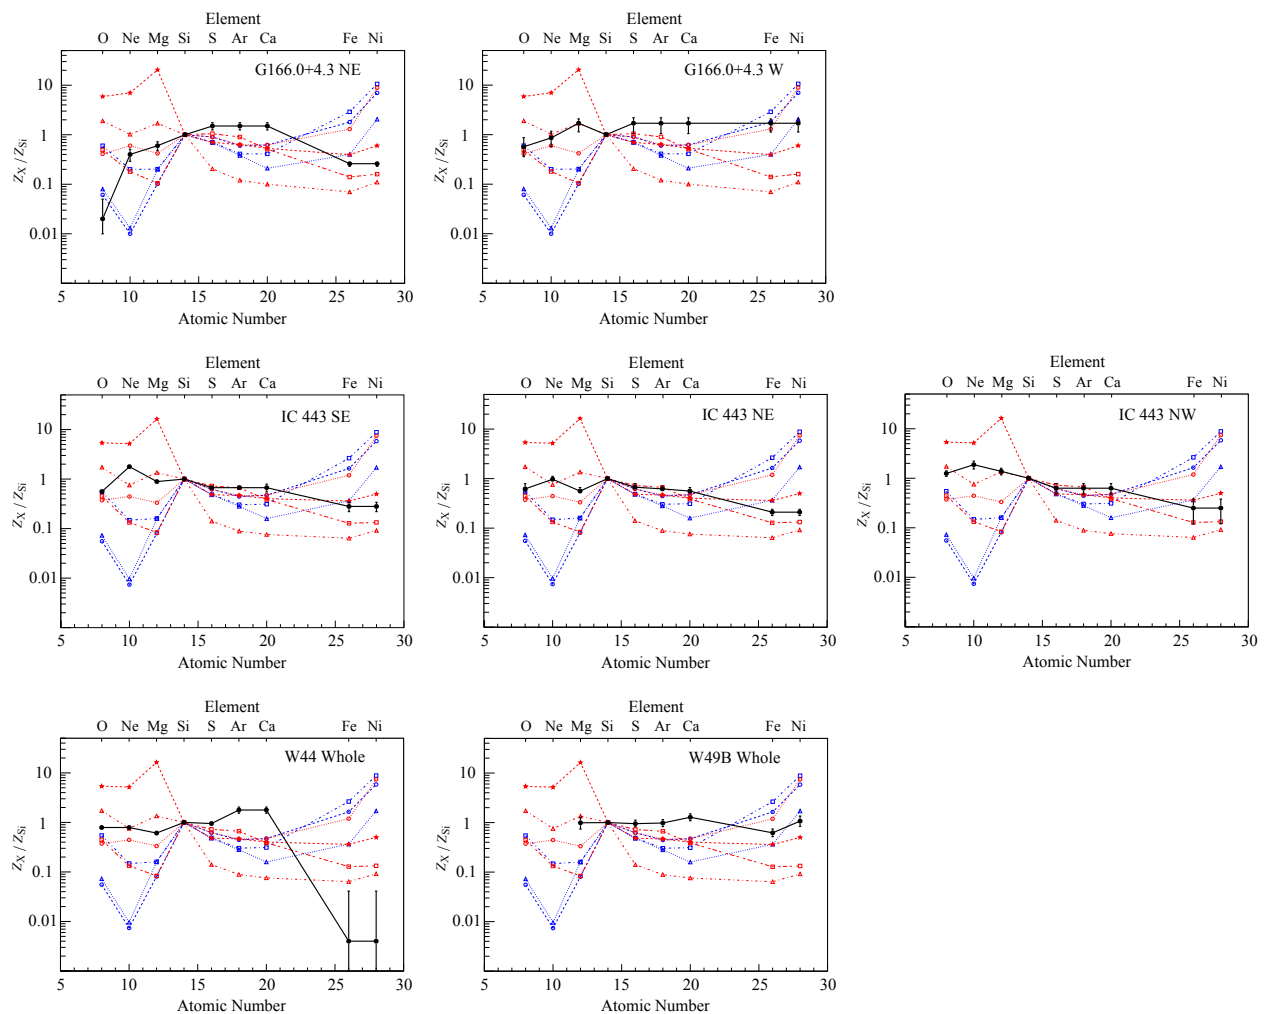 Element
O Ne Mg Si S Ar Ca Fe Ni
G166.0+4.3 NE
10
1
0.1
0.01
Z_X / Z_Si
5 10 15 20 25 30
Atomic Number
Element
O Ne Mg Si S Ar Ca Fe Ni
G166.0+4.3 W
10
1
0.1
0.01
Z_X / Z_Si
5 10 15 20 25 30
Atomic Number
Element
O Ne Mg Si S Ar Ca Fe Ni
IC 443 SE
10
1
0.1
0.01
Z_X / Z_Si
5 10 15 20 25 30
Atomic Number
Element
O Ne Mg Si S Ar Ca Fe Ni
IC 443 NE
10
1
0.1
0.01
Z_X / Z_Si
5 10 15 20 25 30
Atomic Number
Element
O Ne Mg Si S Ar Ca Fe Ni
IC 443 NW
10
1
0.1
0.01
Z_X / Z_Si
5 10 15 20 25 30
Atomic Number
Element
O Ne Mg Si S Ar Ca Fe Ni
W44 Whole
10
1
0.1
0.01
Z_X / Z_Si
5 10 15 20 25 30
Atomic Number
Element
O Ne Mg Si S Ar Ca Fe Ni
W49B Whole
10
1
0.1
0.01
Z_X / Z_Si
5 10 15 20 25 30
Atomic Number